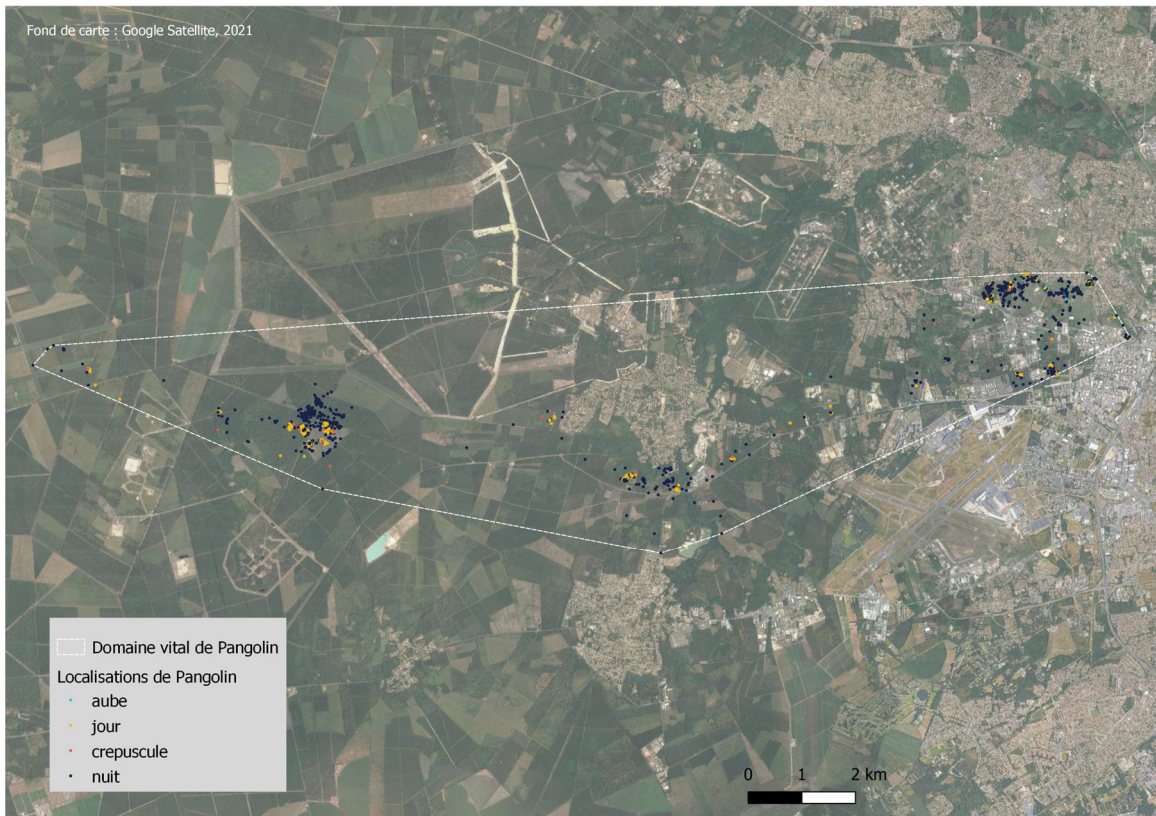 Fond de carte : Google Satellite, 2021
Domaine vital de Pangolin
Localisations de Pangolin
aube
jour
crepuscule
nuit
0 1 2 km